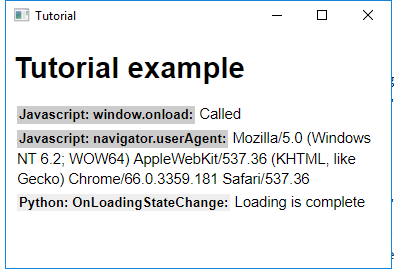 Tutorial
Tutorial example
Javascript: window.onload: Called
Javascript: navigator.userAgent: Mozilla/5.0 (Windows
NT 6.2; WOW64) AppleWebKit/537.36 (KHTML, like
Gecko) Chrome/66.0.3359.181 Safari/537.36
Python: OnLoadingStateChange: Loading is complete